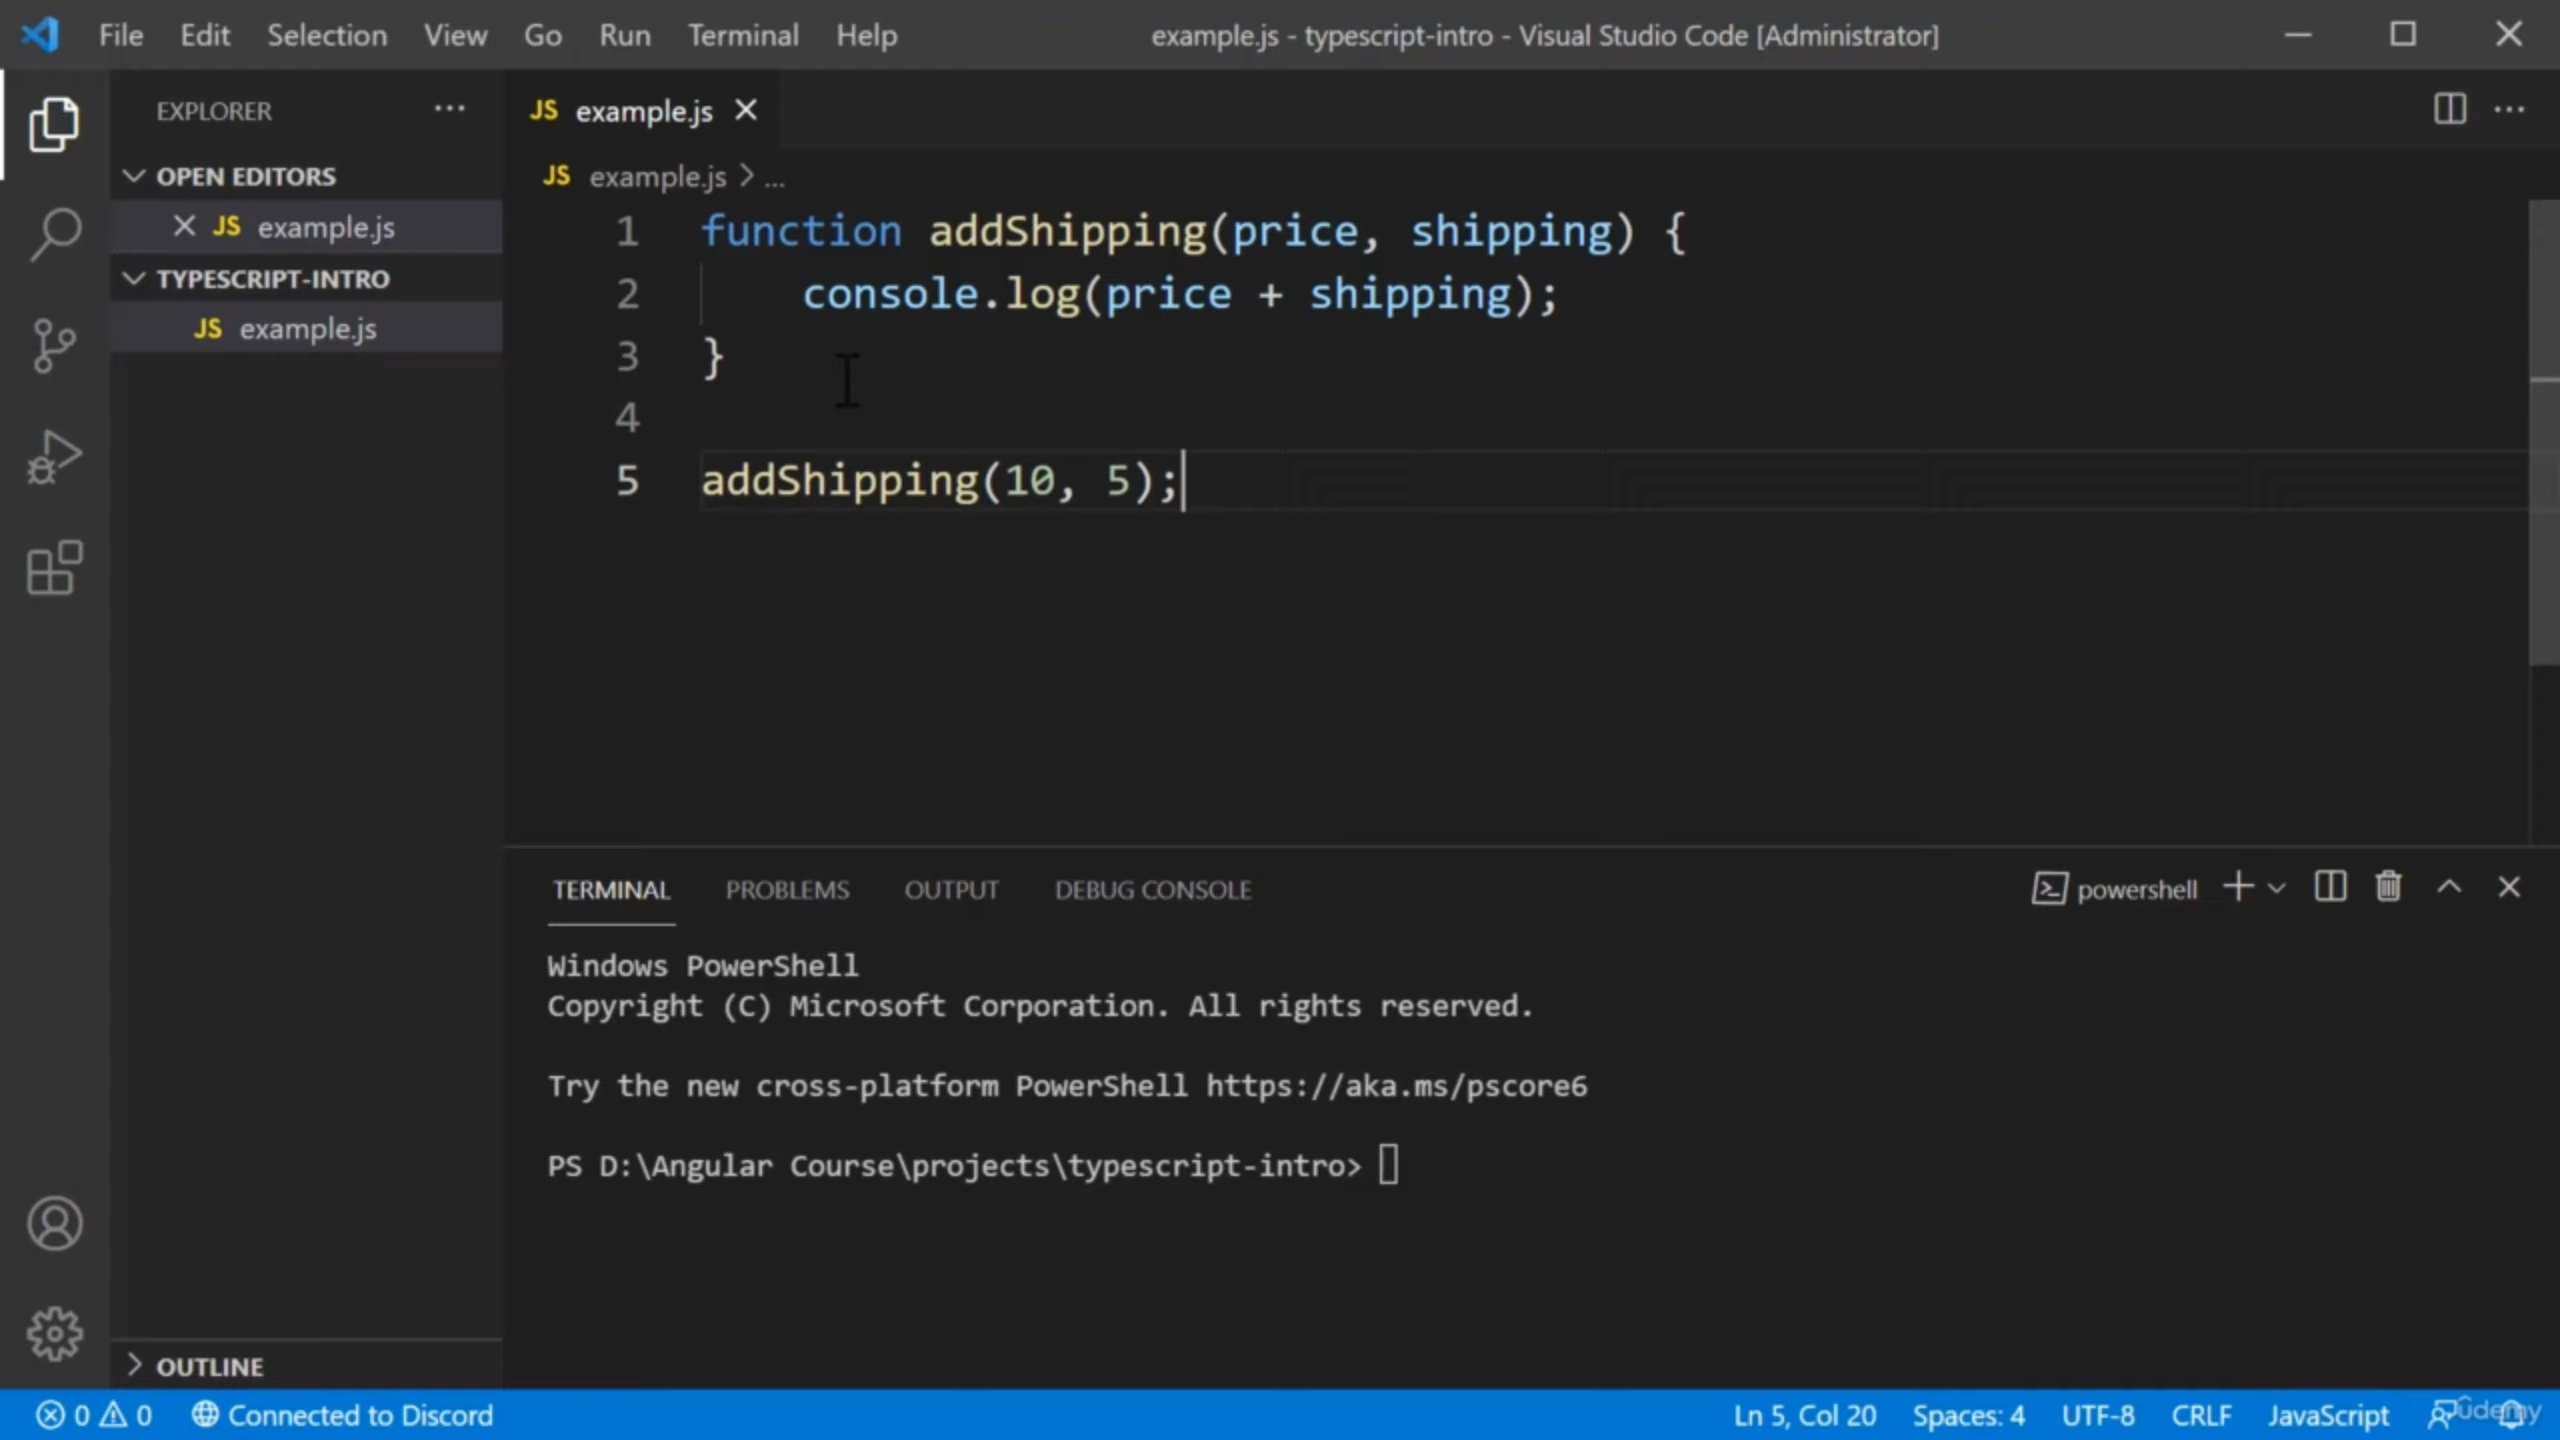 File Edit Selection View Go Run Terminal Help example.js - typescript-intro - Visual Studio Code [Administrator]
EXPLORER
OPEN EDITORS
JS example.js
TYPESCRIPT-INTRO
JS example.js
OUTLINE
JS example.js
JS example.js > ...
1 function addShipping(price, shipping) {
2 console.log(price + shipping);
3 }
4
5 addShipping(10, 5);
TERMINAL PROBLEMS OUTPUT DEBUG CONSOLE powershell
Windows PowerShell
Copyright (C) Microsoft Corporation. All rights reserved.
Try the new cross-platform PowerShell https://aka.ms/pscore6
PS D:\Angular Course\projects\typescript-intro>
0 0 Connected to Discord Ln 5, Col 20 Spaces: 4 UTF-8 CRLF JavaScript
ûdemy